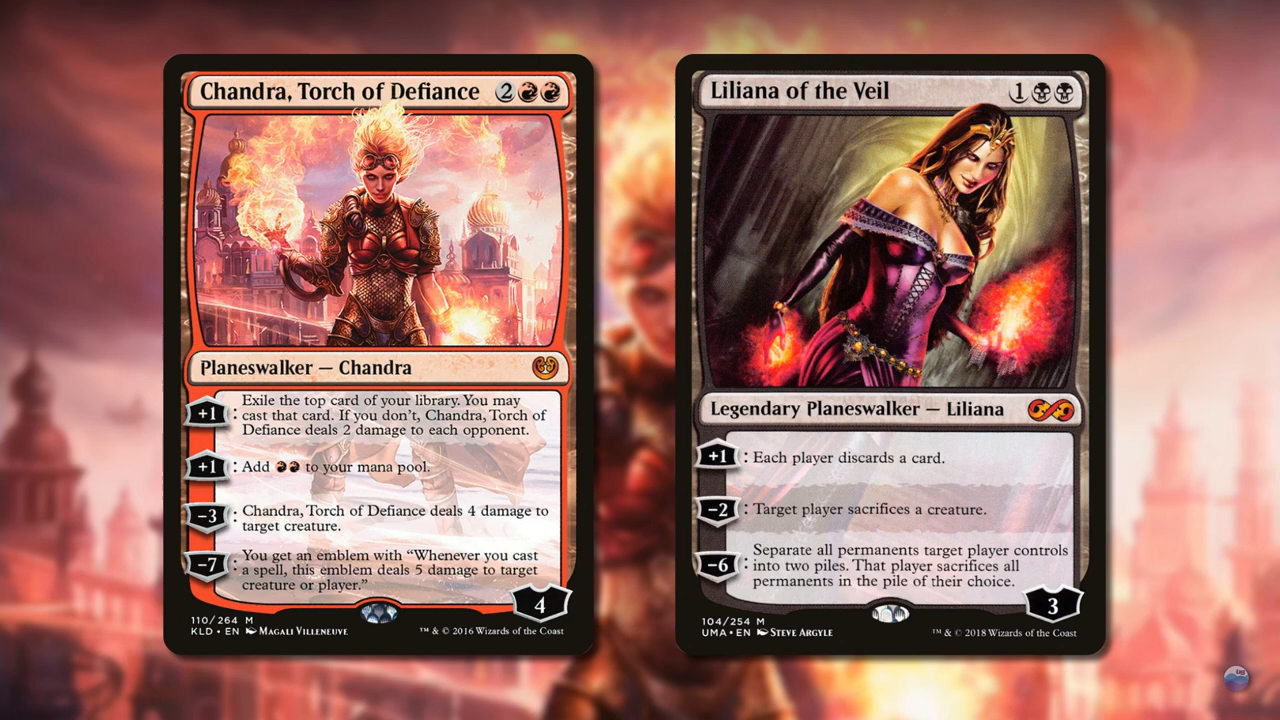 Chandra, Torch of Defiance 2
Planeswalker — Chandra
+1 : Exile the top card of your library. You may
cast that card. If you don't, Chandra, Torch of
Defiance deals 2 damage to each opponent.
+1 : Add to your mana pool.
−3 : Chandra, Torch of Defiance deals 4 damage to
target creature.
−7 : You get an emblem with “Whenever you cast
a spell, this emblem deals 5 damage to target
creature or player.”
4
110/264 M
KLD • EN Magali Villeneuve ™ & © 2016 Wizards of the Coast
Liliana of the Veil 1
Legendary Planeswalker — Liliana
+1 : Each player discards a card.
−2 : Target player sacrifices a creature.
−6 : Separate all permanents target player controls
into two piles. That player sacrifices all
permanents in the pile of their choice.
3
104/254 M
UMA • EN Steve Argyle ™ & © 2018 Wizards of the Coast